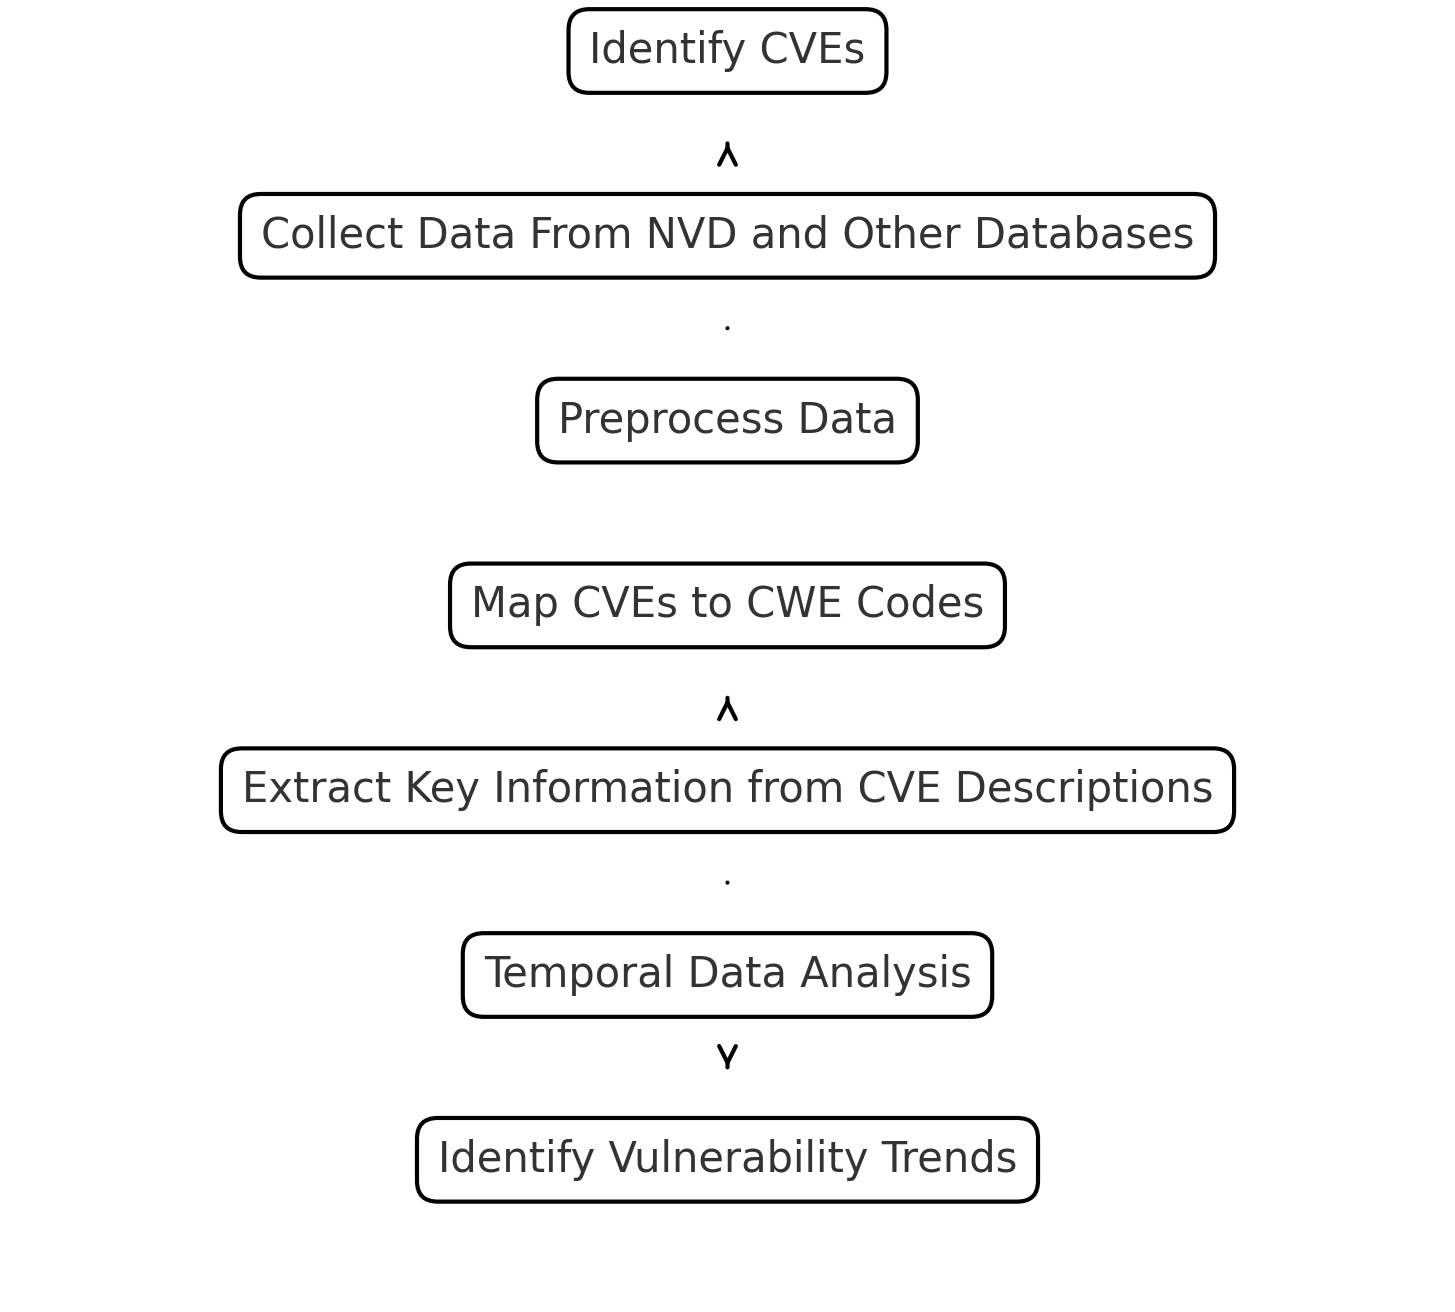 Identify CVEs
Collect Data From NVD and Other Databases
Preprocess Data
Map CVEs to CWE Codes
Extract Key Information from CVE Descriptions
Temporal Data Analysis
Identify Vulnerability Trends